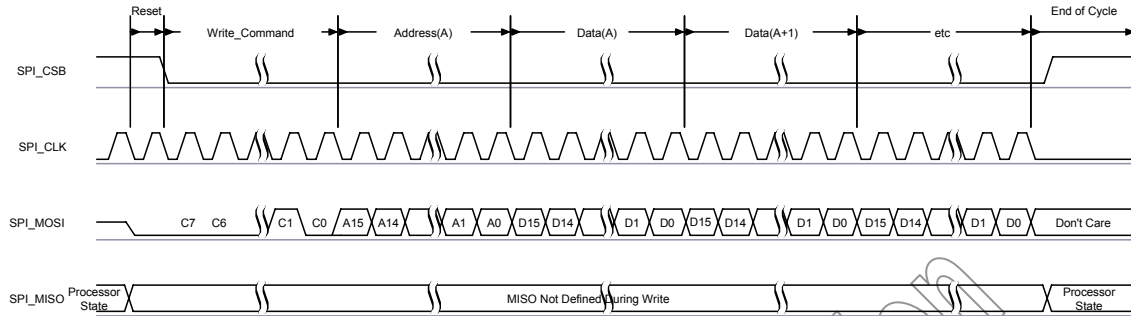 Reset
End of Cycle
Write_Command
Address(A)
Data(A)
Data(A+1)
etc
SPI_CSB
SPI_CLK
SPI_MOSI
C7 C6 C1 C0 A15 A14 A1 A0 D15 D14 D1 D0 D15 D14 D1 D0 D15 D14 D1 D0 Don't Care
SPI_MISO
Processor
State
MISO Not Defined During Write
Processor
State